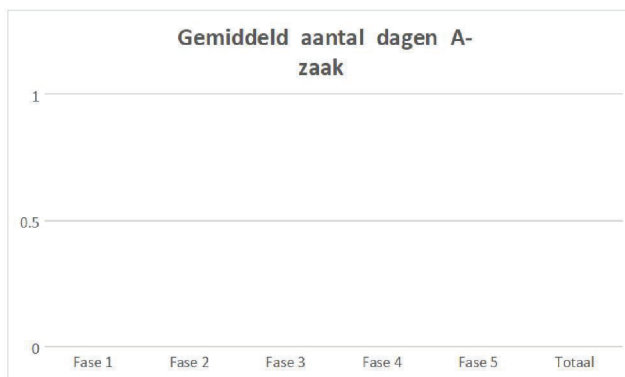 Gemiddeld aantal dagen A-
zaak
1
0.5
0
Fase 1 Fase 2 Fase 3 Fase 4 Fase 5 Totaal